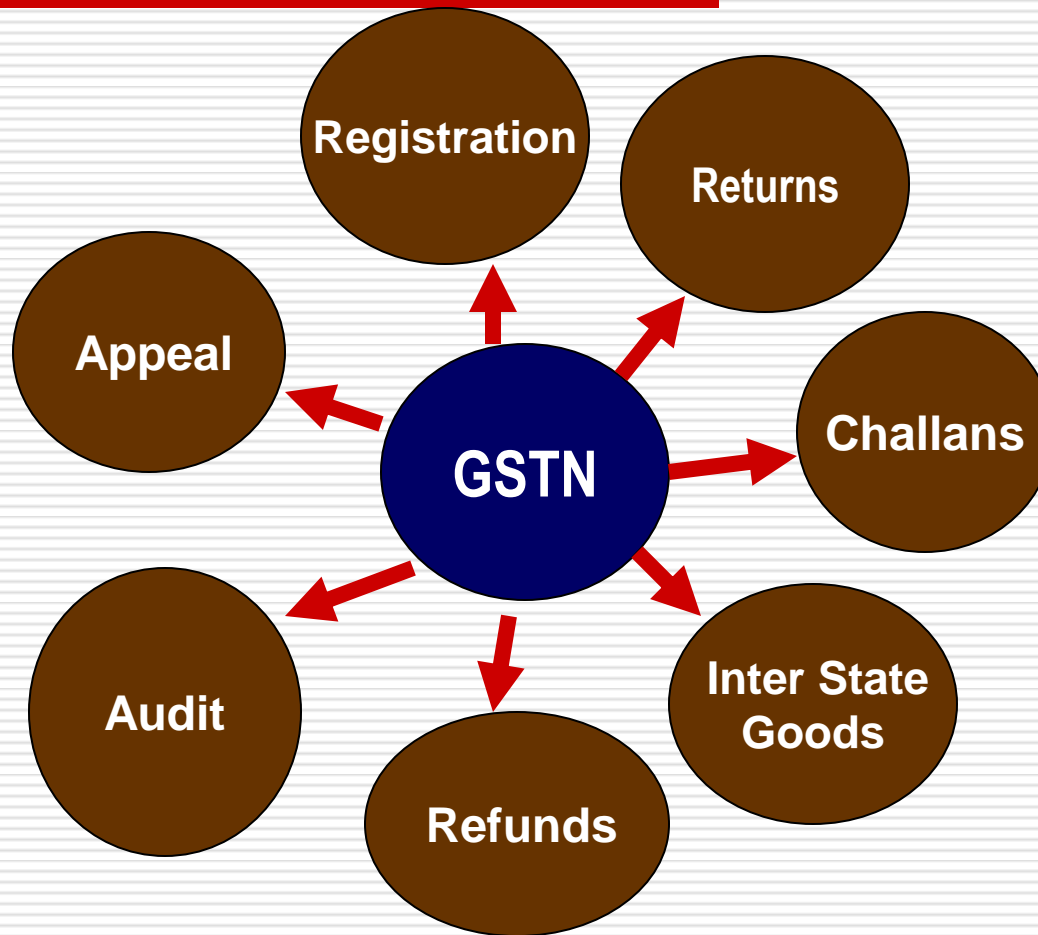 Registration
Returns
Appeal
Challans
GSTN
Inter State
Goods
Audit
Refunds